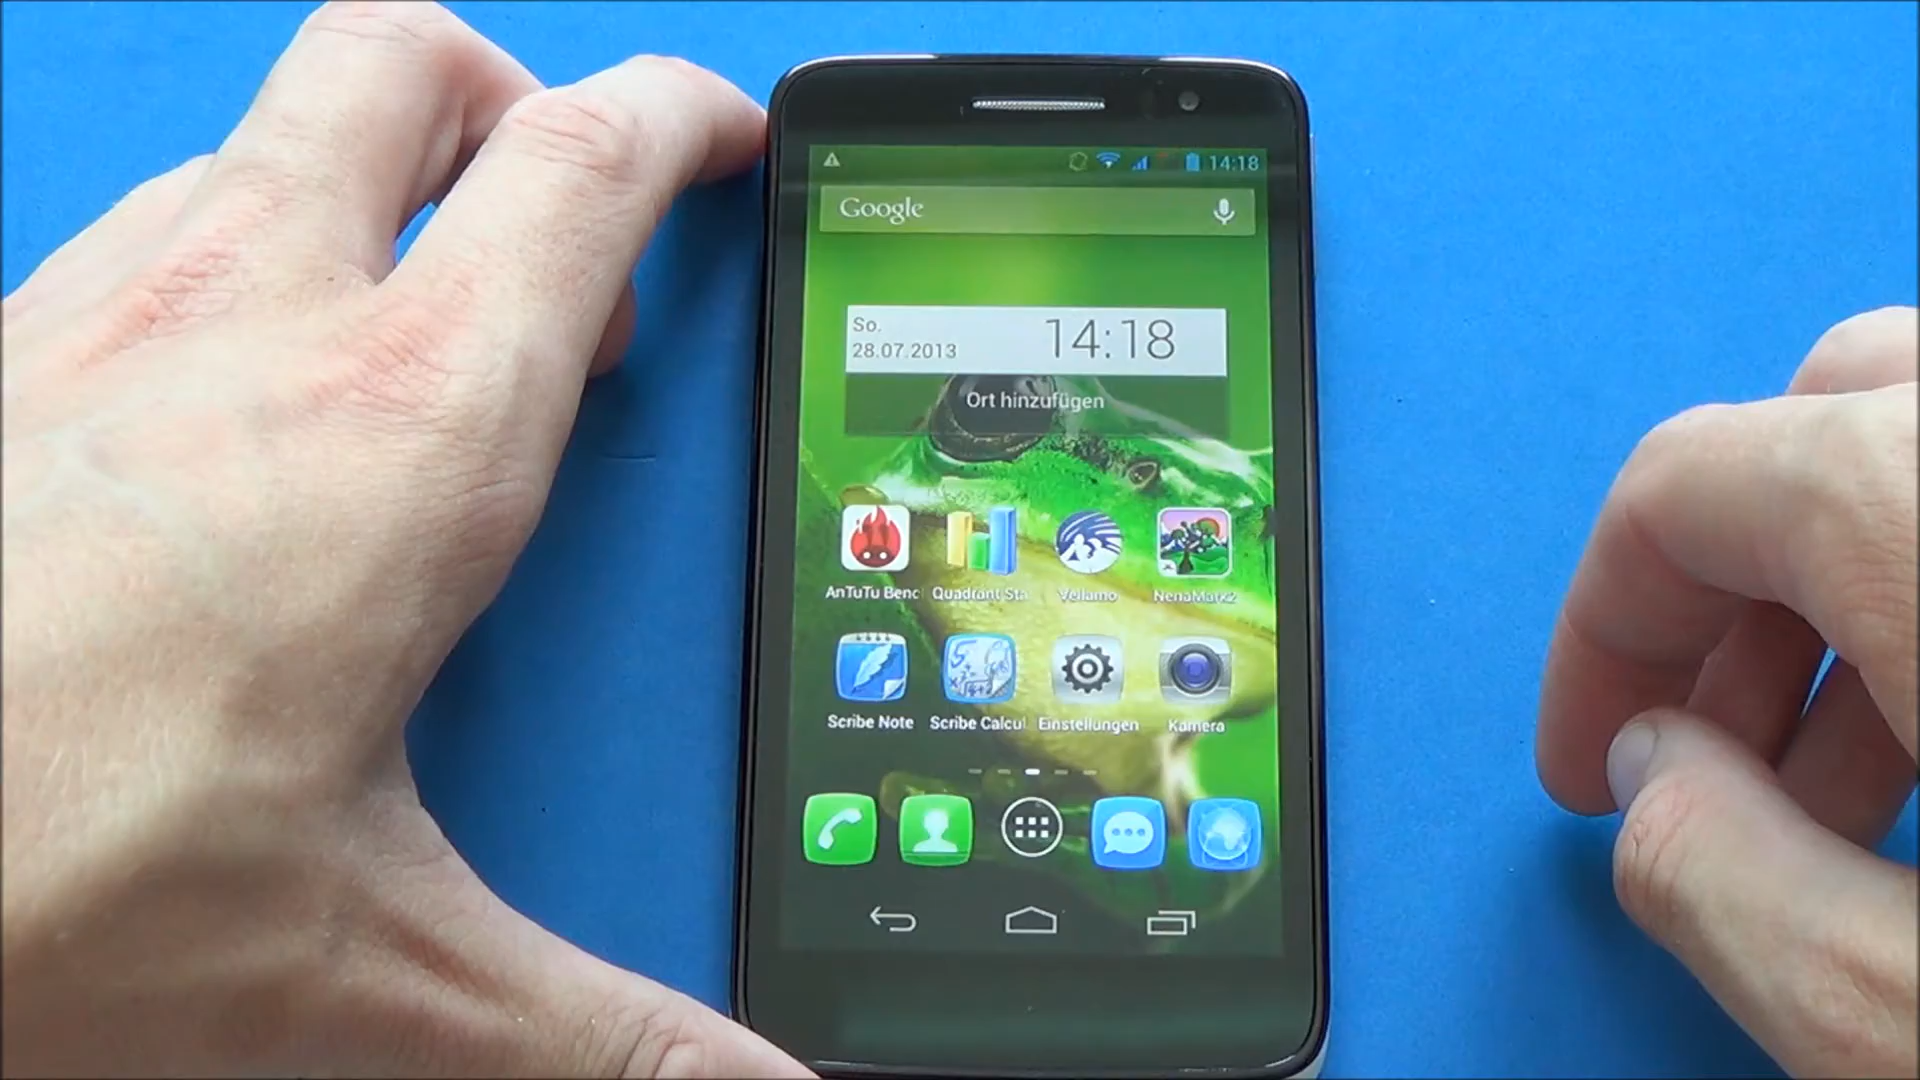 14:18
Google
So.
28.07.2013
14:18
Ort hinzufügen
AnTuTu Benc
Quadrant Sta
Vellamo
NenaMark2
Scribe Note
Scribe Calcul
Einstellungen
Kamera